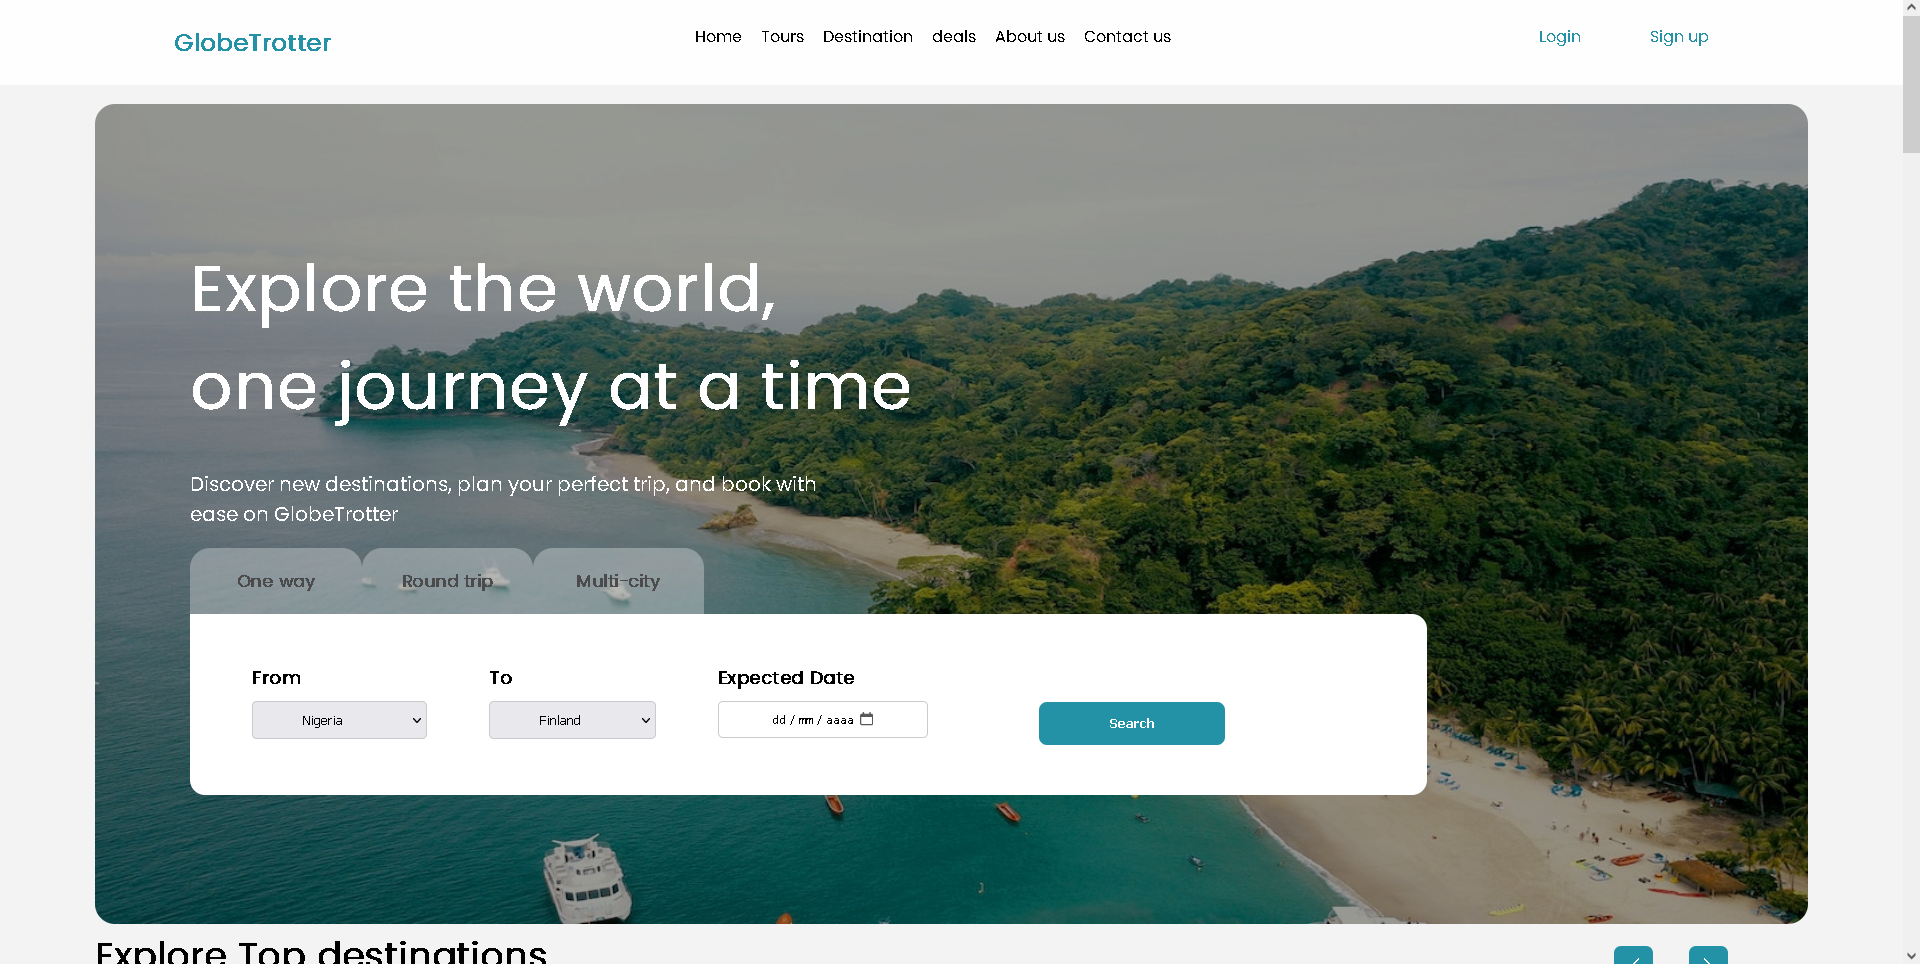 GlobeTrotter
Home Tours Destination deals About us Contact us
Login Sign up
Explore the world,
one journey at a time
Discover new destinations, plan your perfect trip, and book with
ease on GlobeTrotter
One way Round trip Multi-city
From To Expected Date
Nigeria Finland dd/mm/aaaa Search
Explore Top destinations